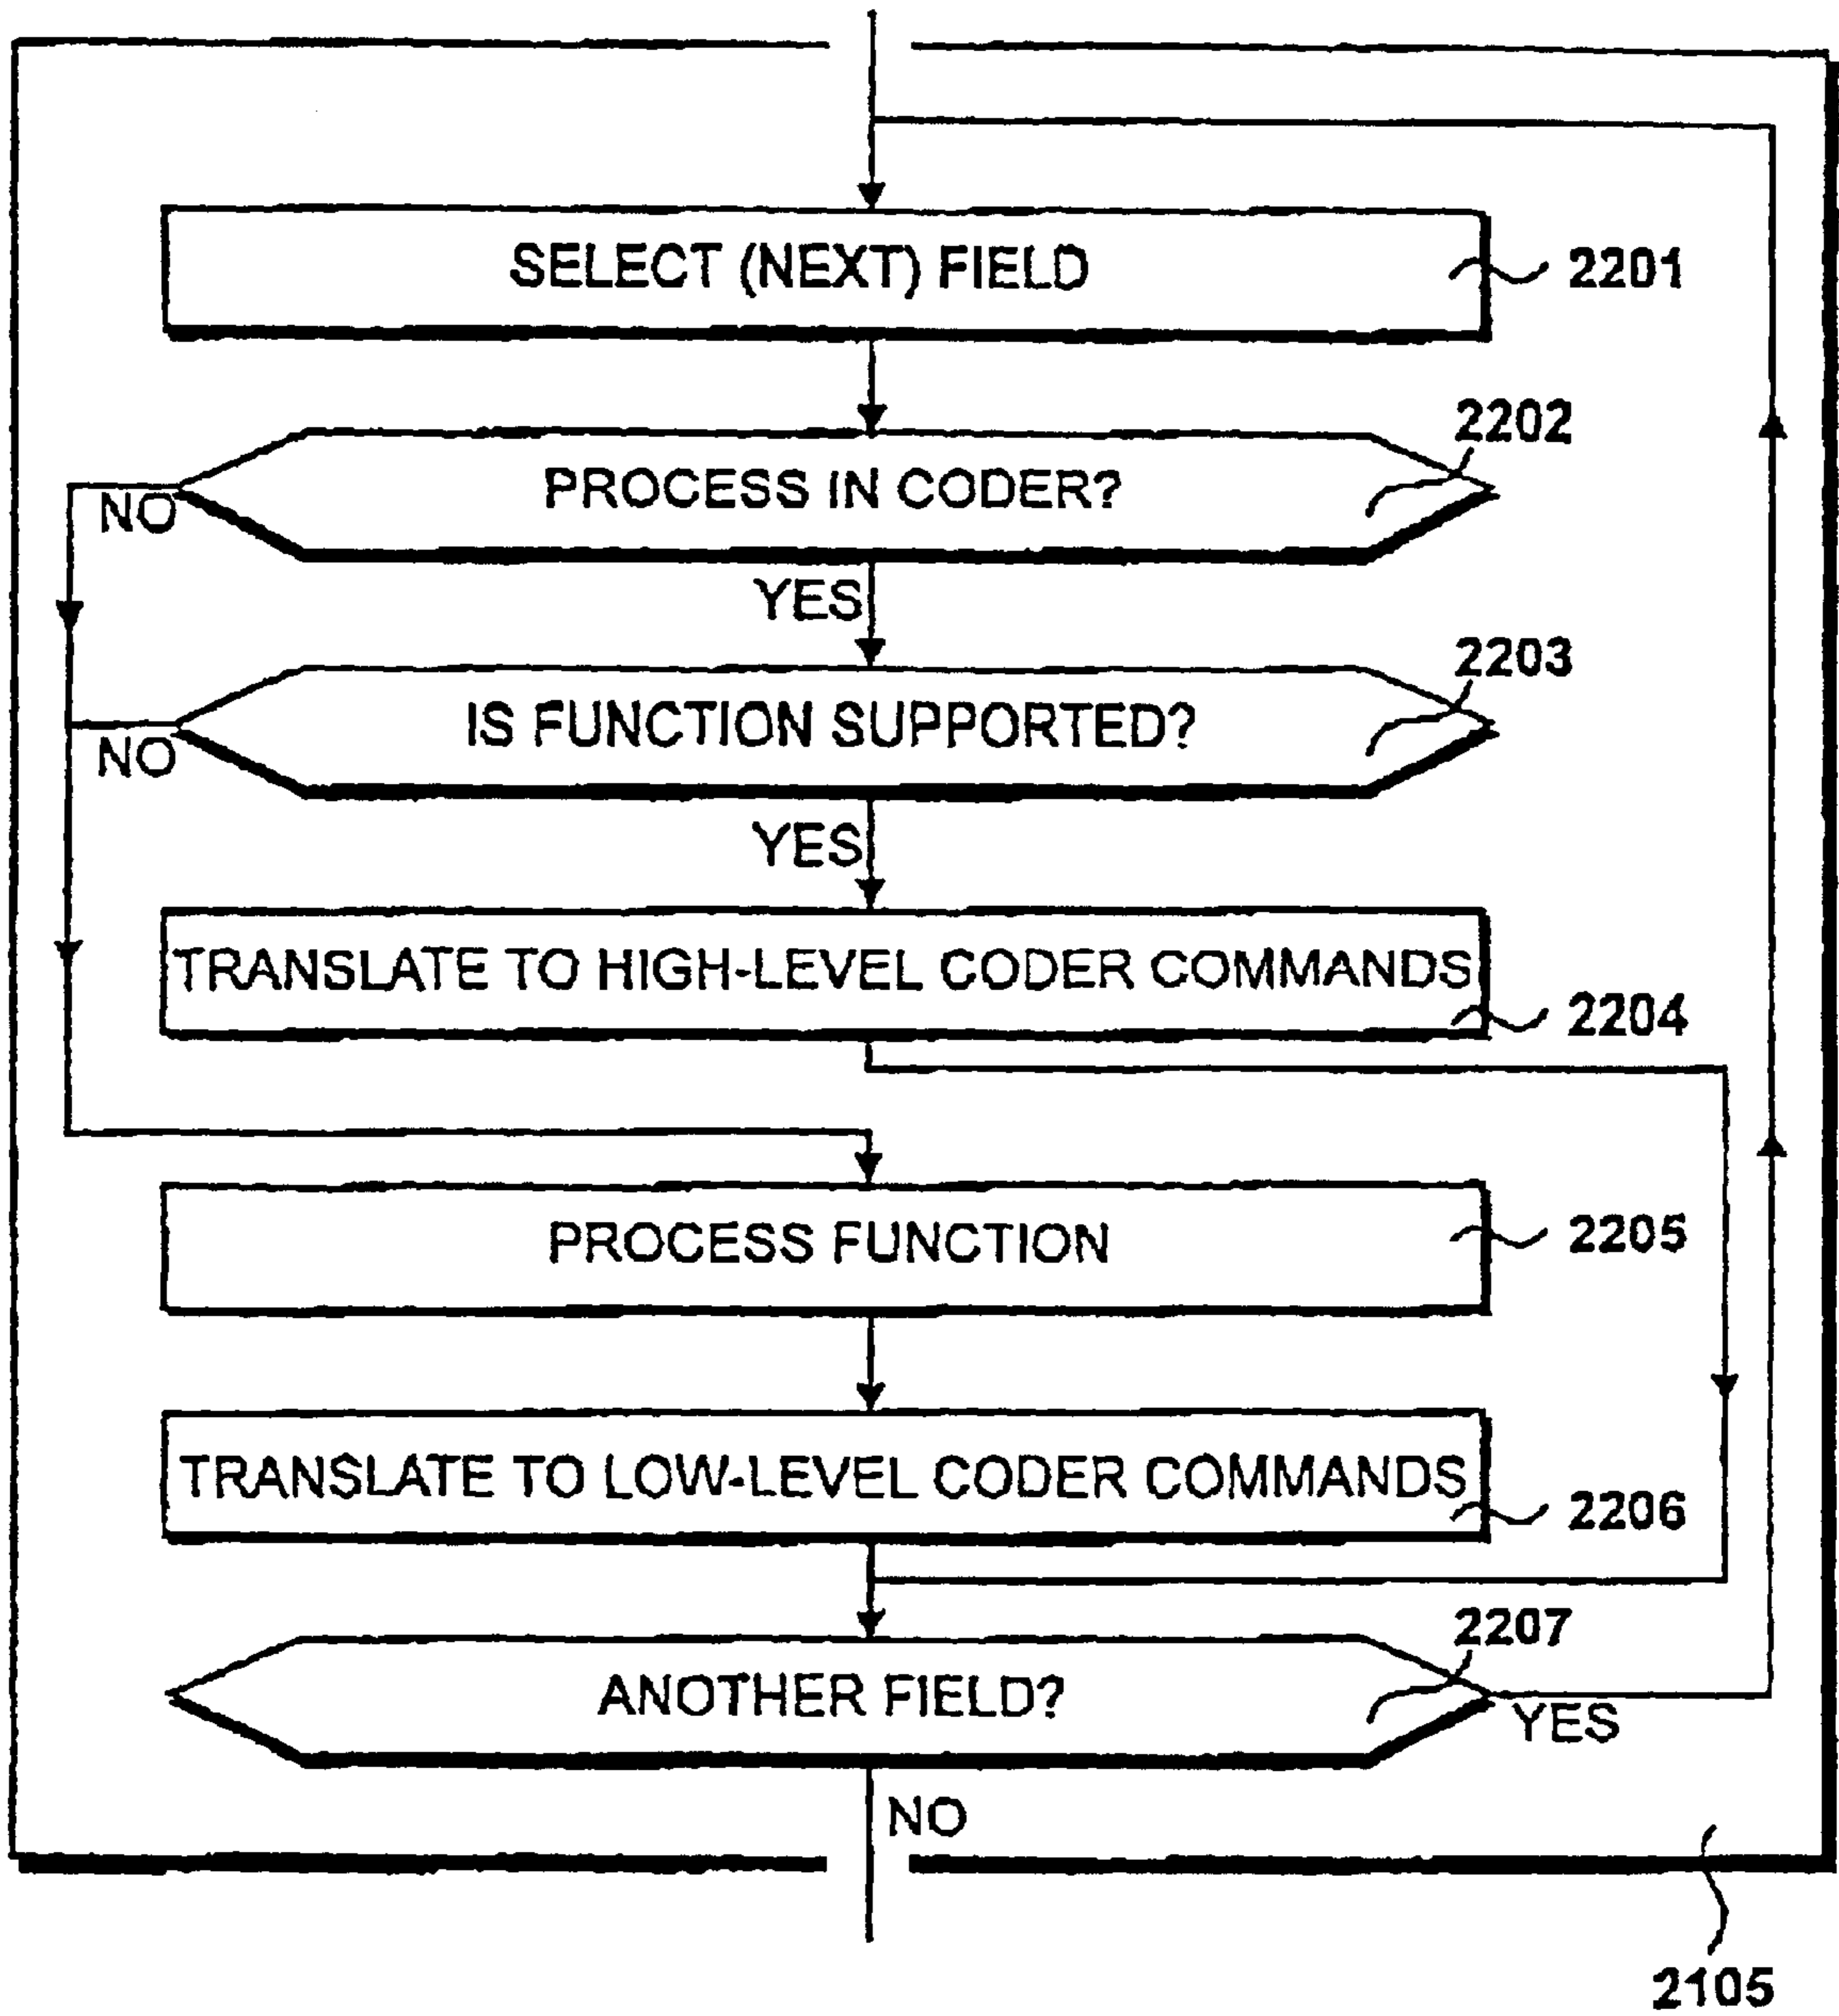 SELECT (NEXT) FIELD
2201
2202
PROCESS IN CODER?
NO
YES
2203
IS FUNCTION SUPPORTED?
NO
YES
TRANSLATE TO HIGH-LEVEL CODER COMMANDS
2204
PROCESS FUNCTION
2205
TRANSLATE TO LOW-LEVEL CODER COMMANDS
2206
2207
ANOTHER FIELD?
YES
NO
2105